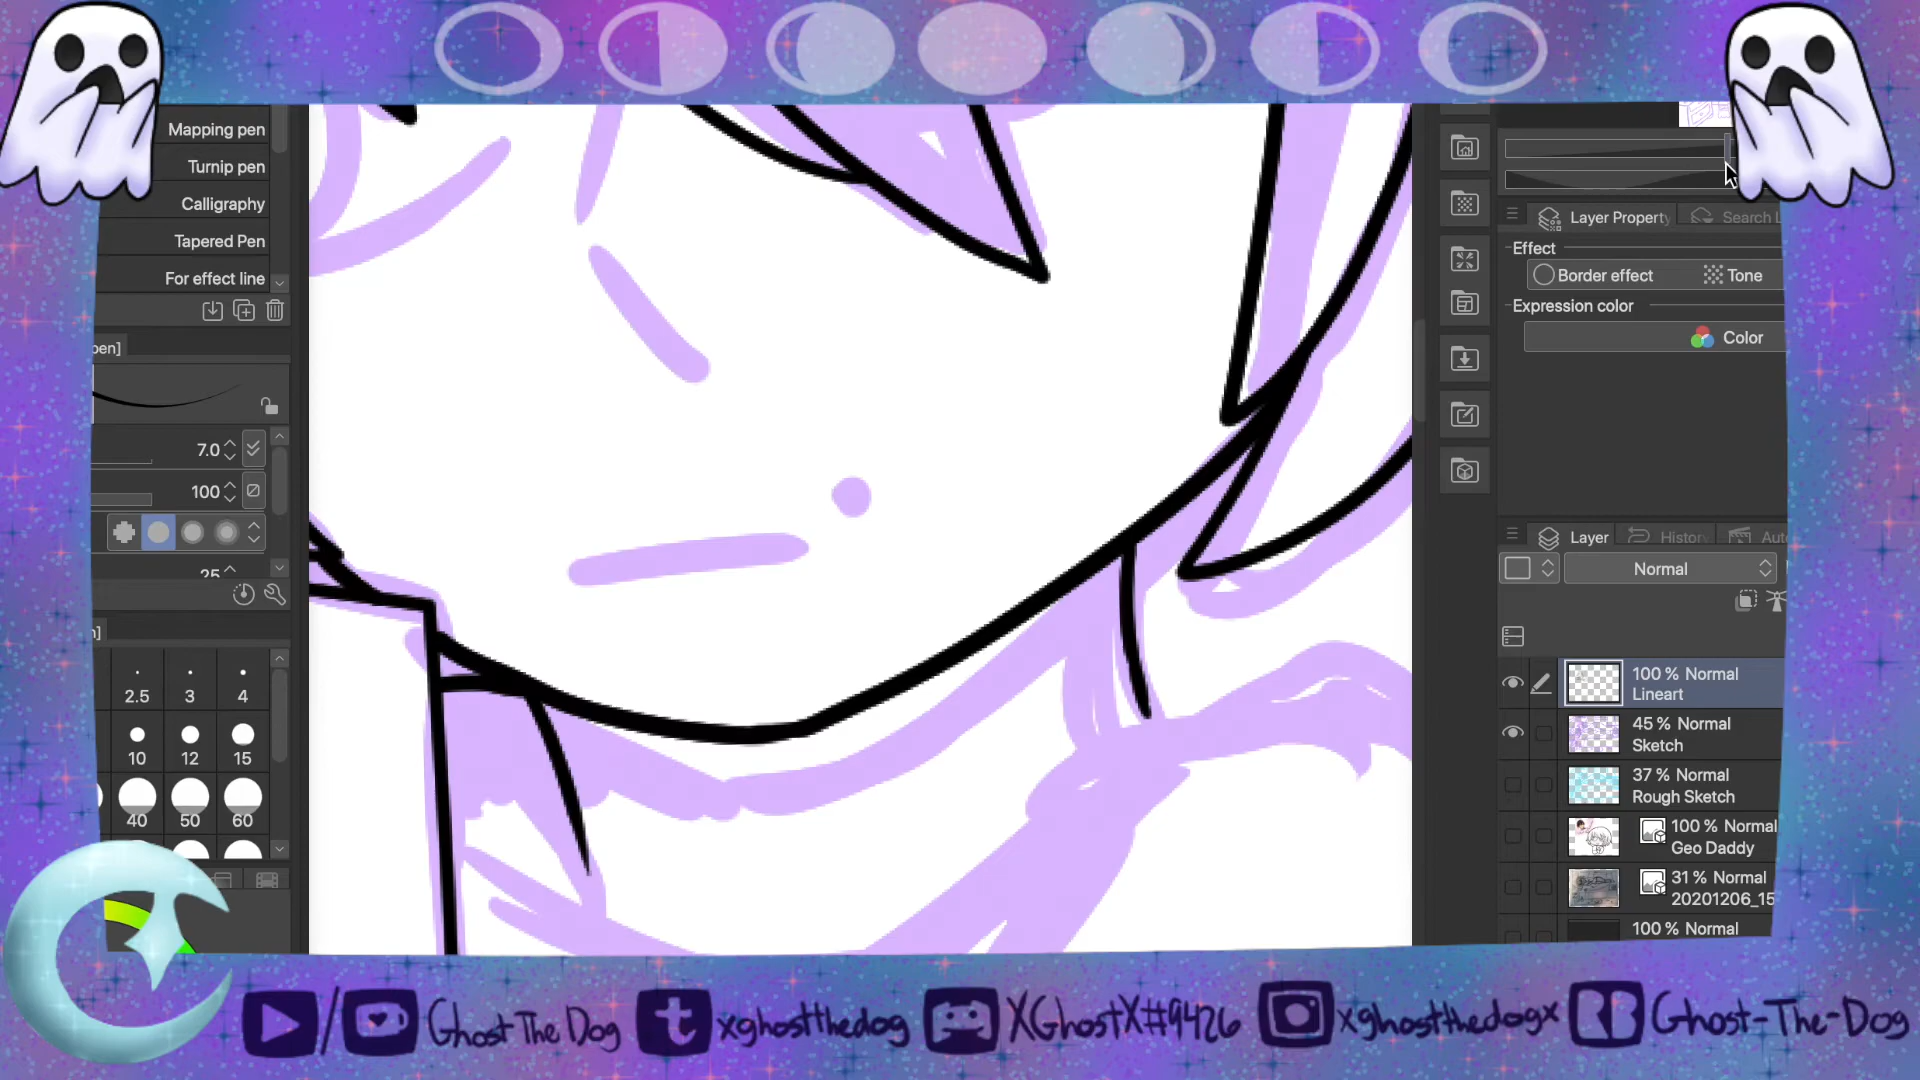 Mapping pen
Turnip pen
Calligraphy
Tapered Pen
For effect line
pen]
7.0
100
25
2.5
3
4
10
12
15
40
50
60
Layer Property
Search L
Effect
Border effect
Tone
Expression color
Color
Layer
Histor
Aut
Normal
100 % Normal
Lineart
45 % Normal
Sketch
37 % Normal
Rough Sketch
100 % Normal
Geo Daddy
31 % Normal
20201206_15
100 % Normal
/ Ghost The Dog t xghostthedog XGhostX#9426 xghostthedogx Ghost-The-Dog